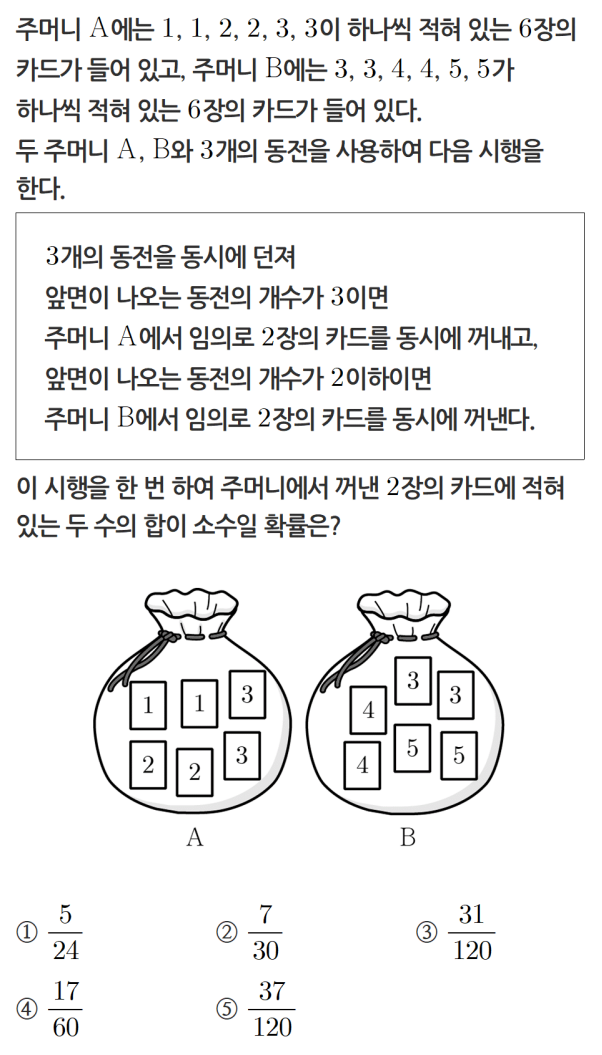 주머니 A에는 1, 1, 2, 2, 3, 3이 하나씩 적혀 있는 6장의
카드가 들어 있고, 주머니 B에는 3, 3, 4, 4, 5, 5가
하나씩 적혀 있는 6장의 카드가 들어 있다.
두 주머니 A, B와 3개의 동전을 사용하여 다음 시행을
한다.
3개의 동전을 동시에 던져
앞면이 나오는 동전의 개수가 3이면
주머니 A에서 임의로 2장의 카드를 동시에 꺼내고,
앞면이 나오는 동전의 개수가 2이하이면
주머니 B에서 임의로 2장의 카드를 동시에 꺼낸다.
이 시행을 한 번 하여 주머니에서 꺼낸 2장의 카드에 적혀
있는 두 수의 합이 소수일 확률은?
1 1 3
2 2 3
A
4 3 3
4 5 5
B
① 5/24 ② 7/30 ③ 31/120
④ 17/60 ⑤ 37/120